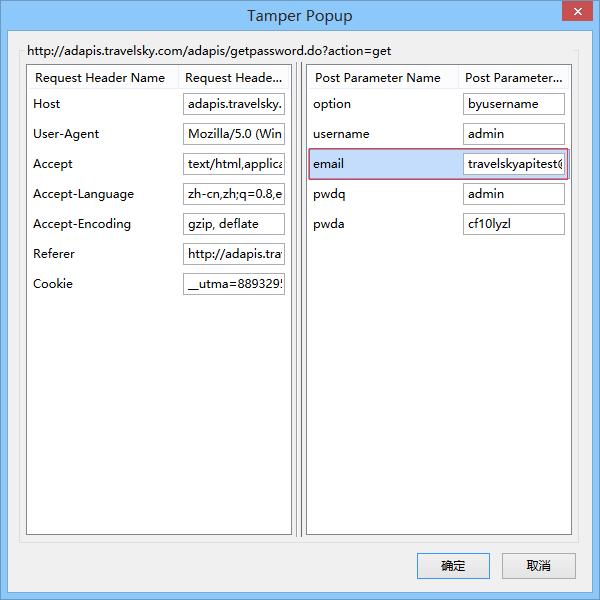 Tamper Popup
http://adapis.travelsky.com/adapis/getpassword.do?action=get
Request Header Name Request Heade... Post Parameter Name Post Parameter...
Host adapis.travelsky. option byusername
User-Agent Mozilla/5.0 (Win username admin
Accept text/html,applica email travelskyapitest@
Accept-Language zh-cn,zh;q=0.8,e pwdq admin
Accept-Encoding gzip, deflate pwda cf10lyzl
Referer http://adapis.tra
Cookie __utma=8893295
确定 取消